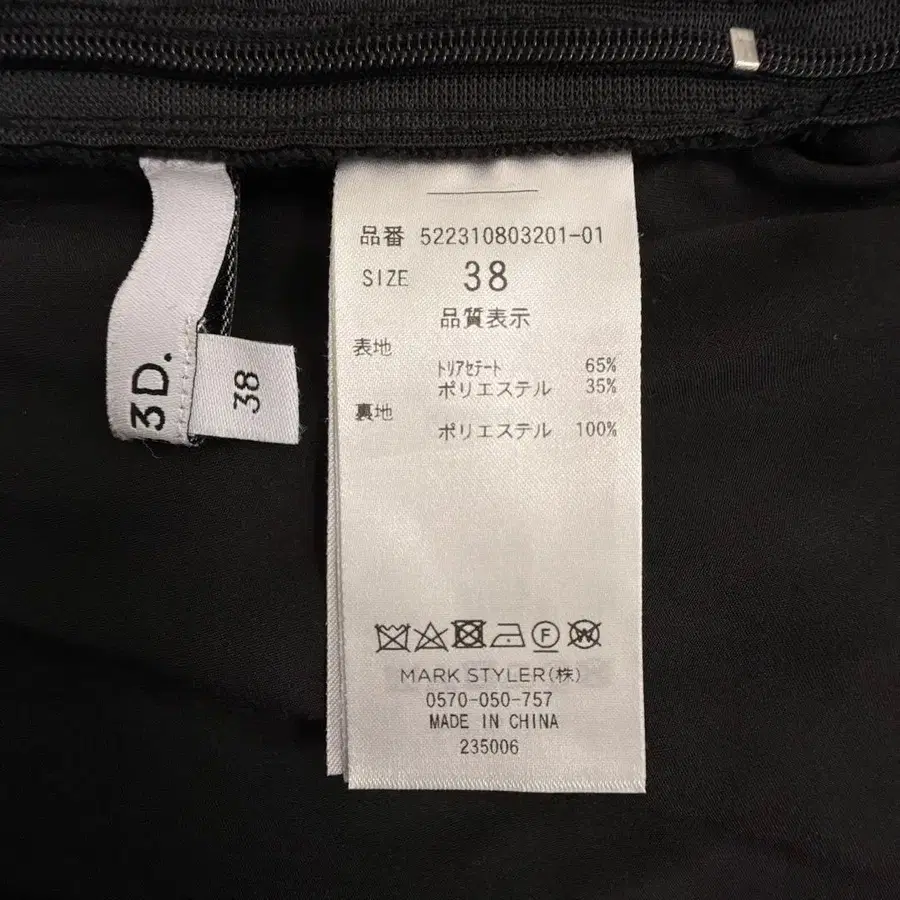 3D.
38
品番 522310803201-01
SIZE 38
品質表示
表地
トリアセテート 65%
ポリエステル 35%
裏地
ポリエステル 100%
F W
MARK STYLER(株)
0570-050-757
MADE IN CHINA
235006